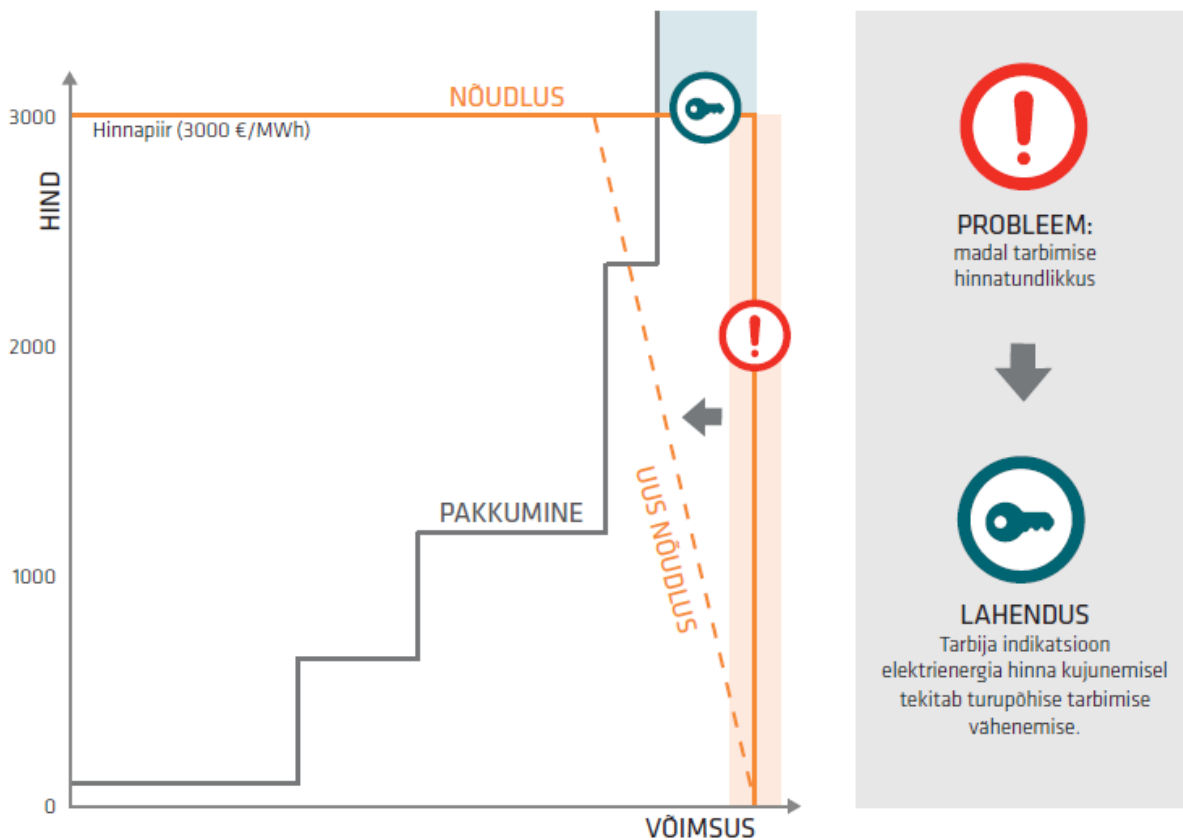 NÕUDLUS
3000
Hinnapiir (3000 €/MWh)
HIND
2000
PAKKUMINE
UUS NÕUDLUS
1000
0
VÕIMSUS
PROBLEEM:
madal tarbimise
hinnatundlikkus
LAHENDUS
Tarbija indikatsioon
elektrienergia hinna kujunemisel
tekitab turupõhise tarbimise
vähenemise.